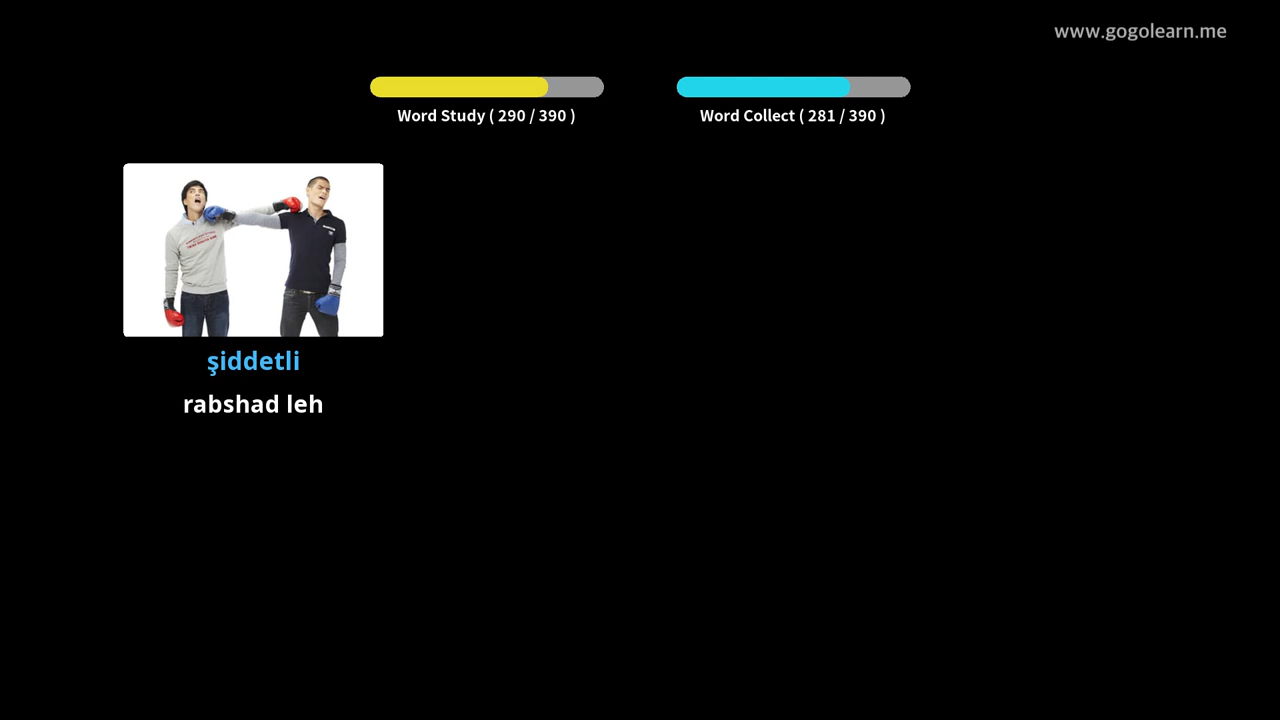 www.gogolearn.me
Word Study ( 290 / 390 )
Word Collect ( 281 / 390 )
şiddetli
rabshad leh